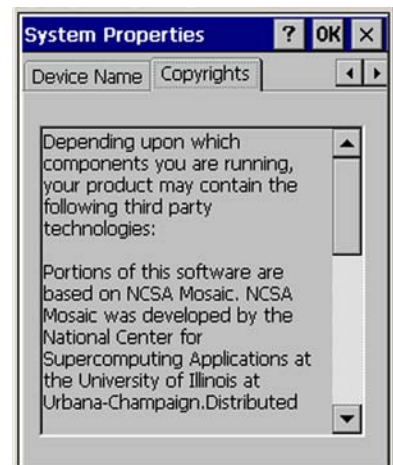 System Properties ? OK ×
Device Name Copyrights
Depending upon which
components you are running,
your product may contain the
following third party
technologies:
Portions of this software are
based on NCSA Mosaic. NCSA
Mosaic was developed by the
National Center for
Supercomputing Applications at
the University of Illinois at
Urbana-Champaign.Distributed